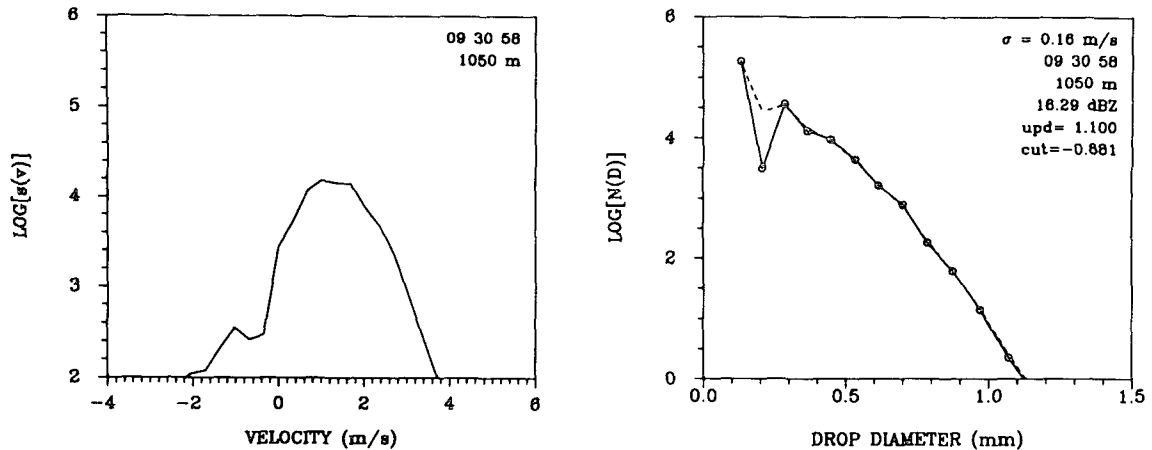 LOG[s(v)]
6
5
4
3
2
09 30 58
1050 m
-4
-2
0
2
4
6
VELOCITY (m/s)
LOG[N(D)]
6
4
2
0
σ = 0.16 m/s
09 30 58
1050 m
16.29 dBZ
upd= 1.100
cut=-0.881
0.0
0.5
1.0
1.5
DROP DIAMETER (mm)